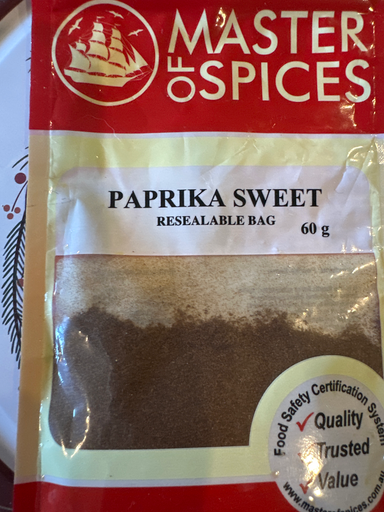 MASTER
OF SPICES
PAPRIKA SWEET
RESEALABLE BAG
60 g
Food Safety Certification System
Quality
Trusted
Value
www.masterofspices.com.au